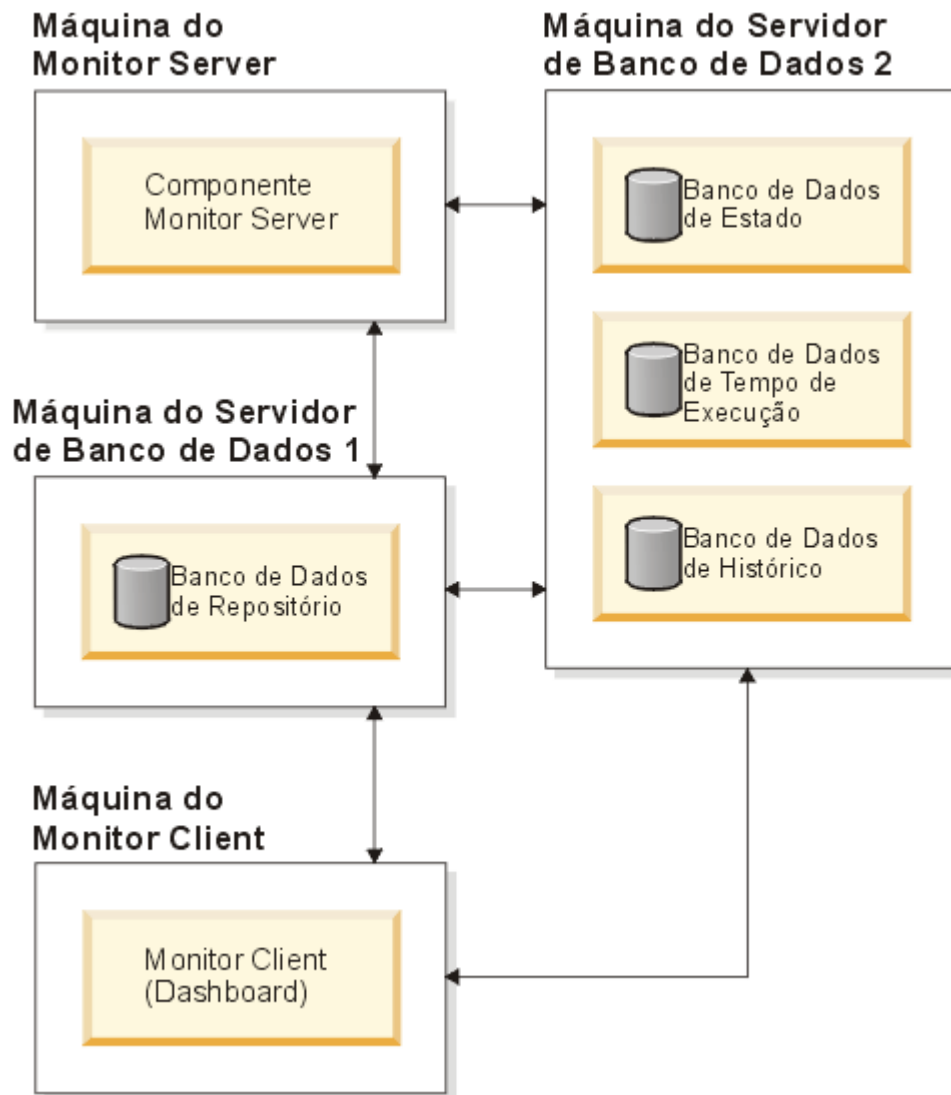 Máquina do
Monitor Server
Componente
Monitor Server
Máquina do Servidor
de Banco de Dados 2
Banco de Dados
de Estado
Banco de Dados
de Tempo de
Execução
Banco de Dados
de Histórico
Máquina do Servidor
de Banco de Dados 1
Banco de Dados
de Repositório
Máquina do
Monitor Client
Monitor Client
(Dashboard)